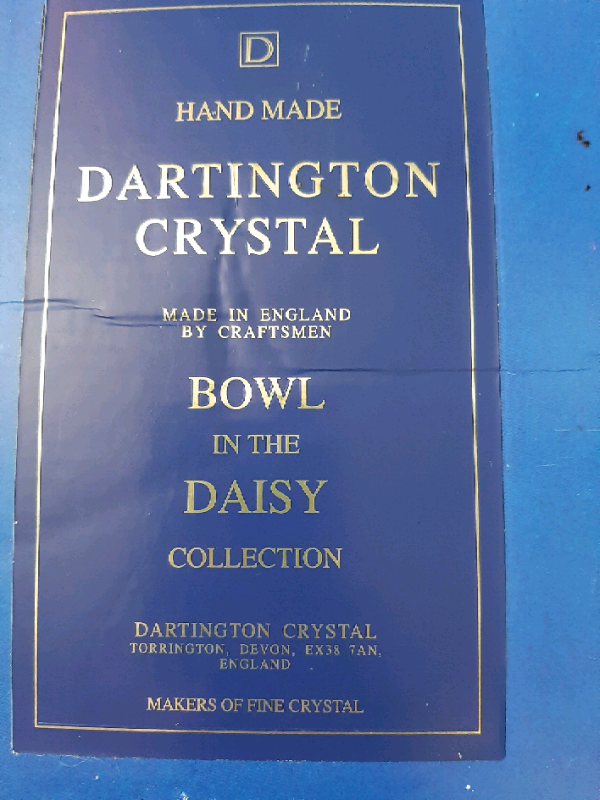 D
HAND MADE
DARTINGTON
CRYSTAL
MADE IN ENGLAND
BY CRAFTSMEN
BOWL
IN THE
DAISY
COLLECTION
DARTINGTON CRYSTAL
TORRINGTON, DEVON, EX38 7AN,
ENGLAND
MAKERS OF FINE CRYSTAL